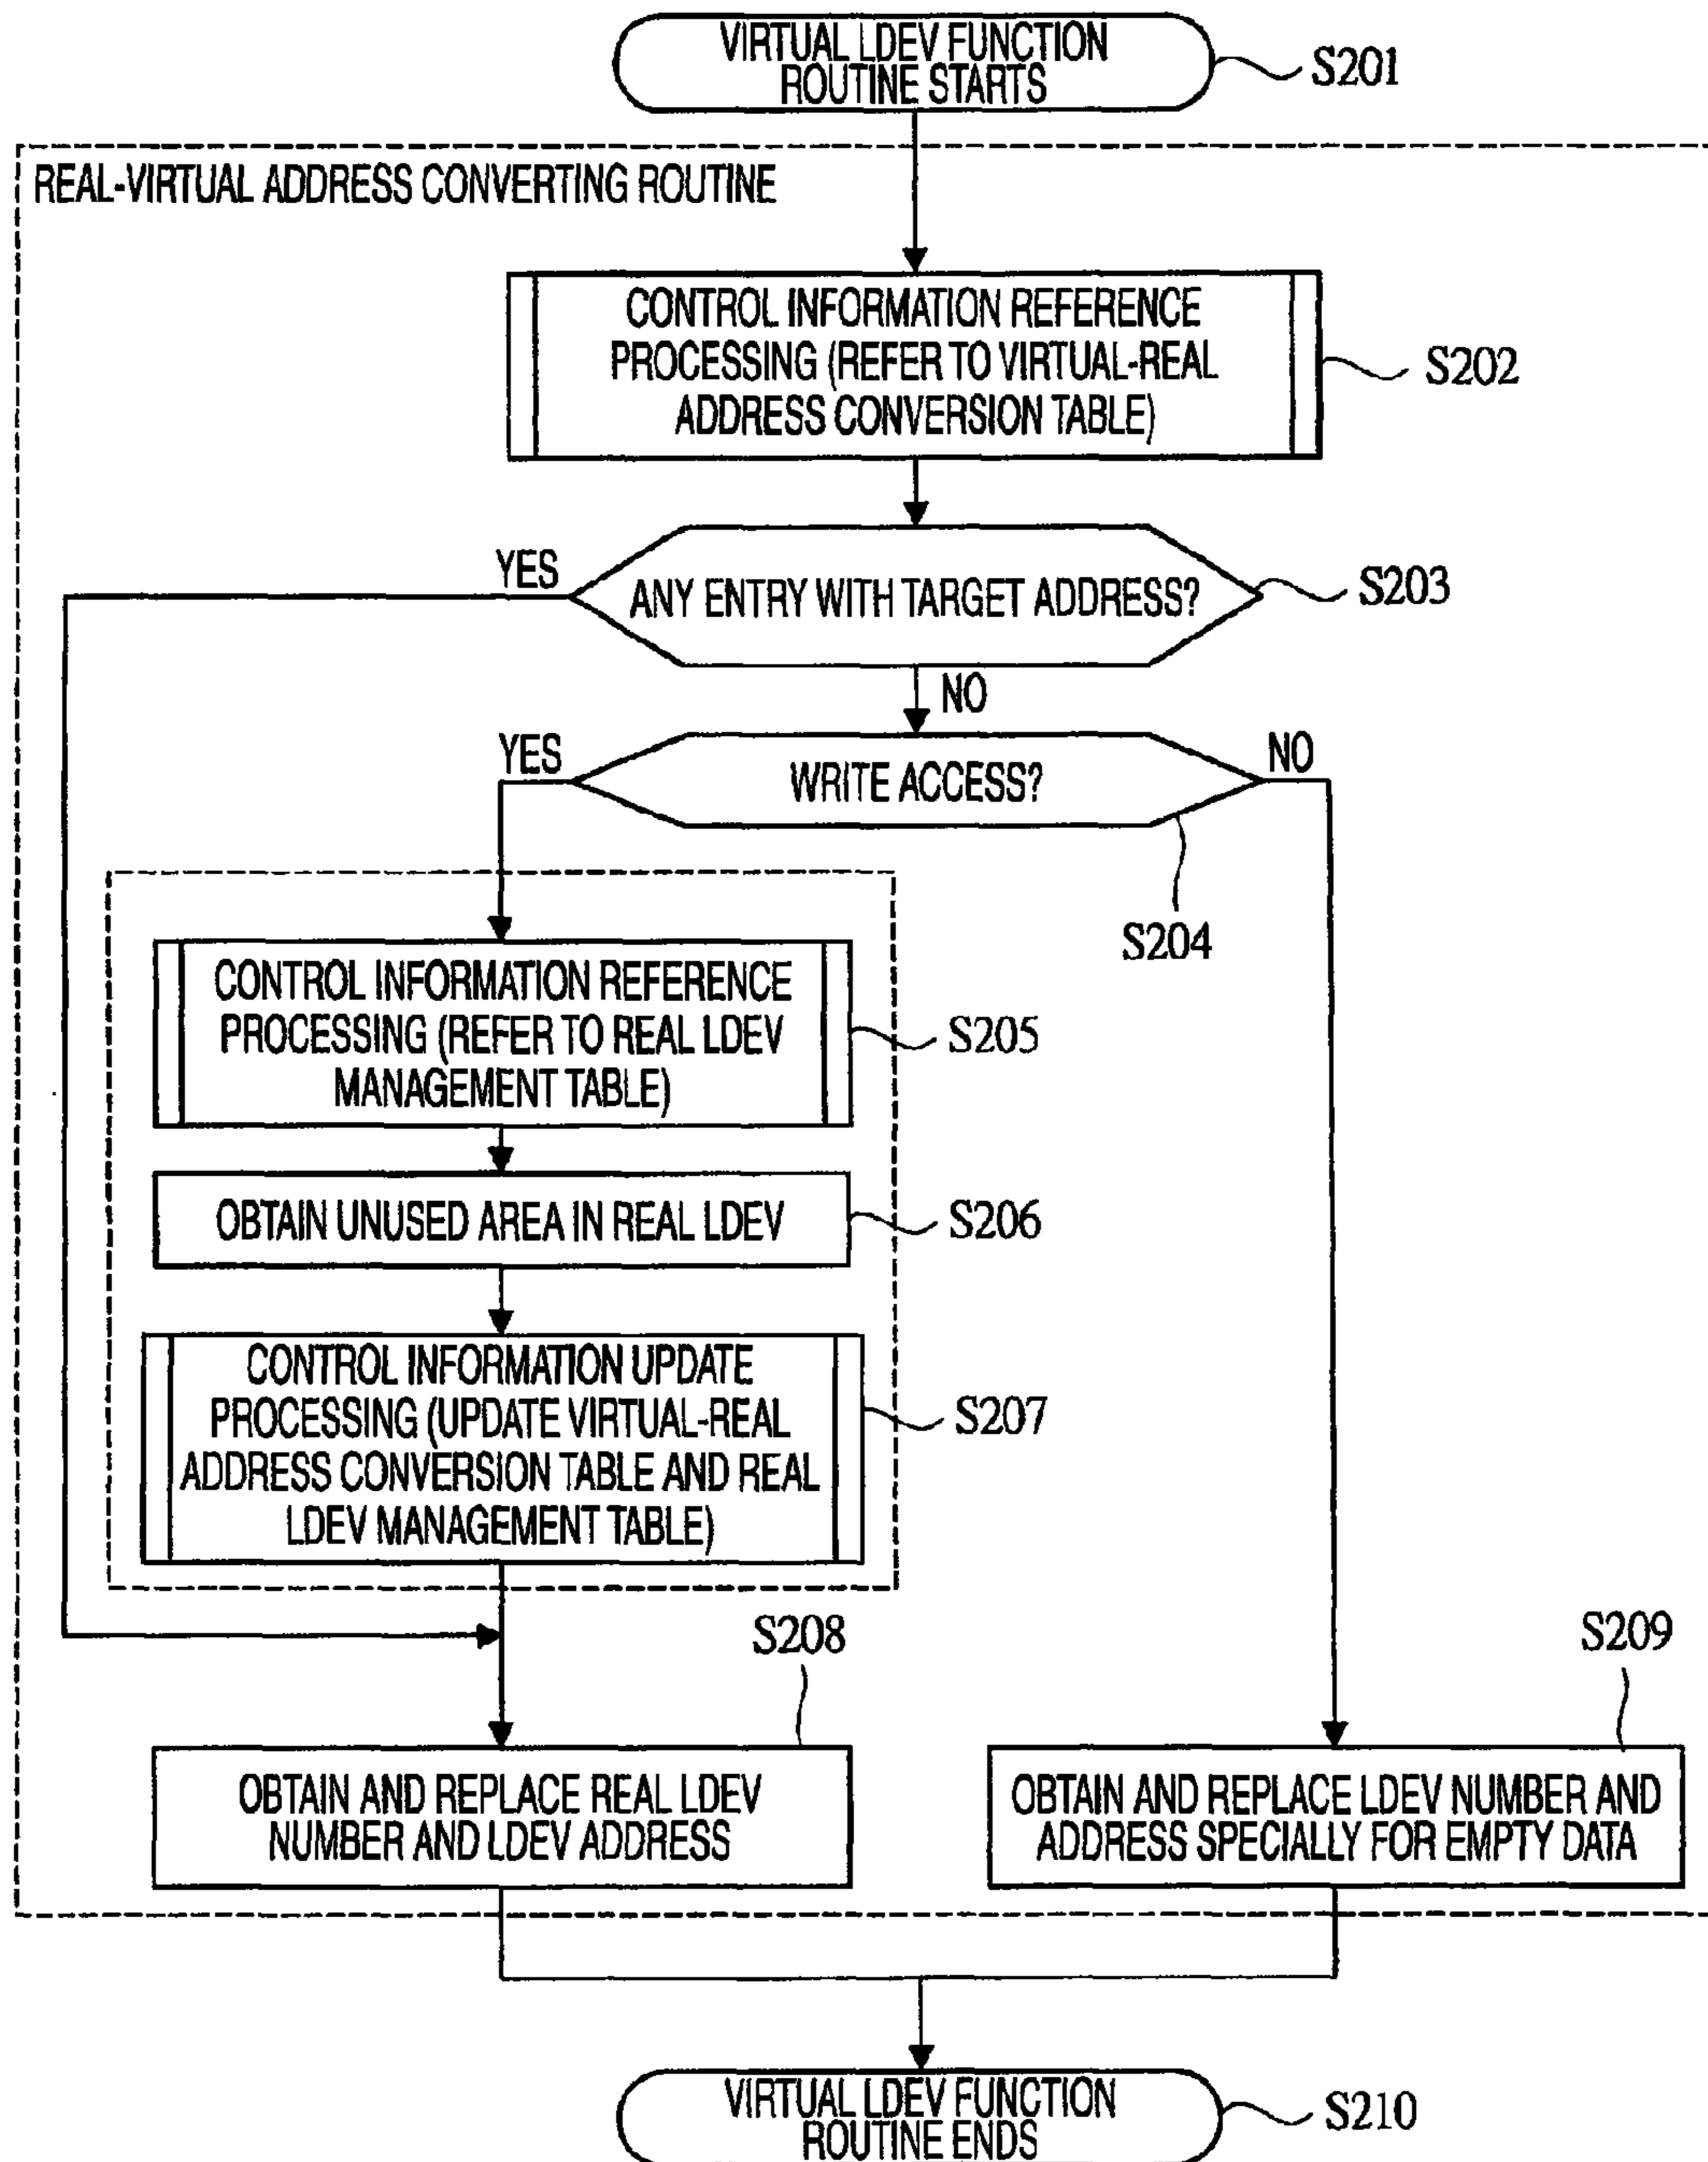 VIRTUAL LDEV FUNCTION
ROUTINE STARTS
S201
REAL-VIRTUAL ADDRESS CONVERTING ROUTINE
CONTROL INFORMATION REFERENCE
PROCESSING (REFER TO VIRTUAL-REAL
ADDRESS CONVERSION TABLE)
S202
YES
ANY ENTRY WITH TARGET ADDRESS?
S203
NO
YES
WRITE ACCESS?
NO
S204
CONTROL INFORMATION REFERENCE
PROCESSING (REFER TO REAL LDEV
MANAGEMENT TABLE)
S205
OBTAIN UNUSED AREA IN REAL LDEV
S206
CONTROL INFORMATION UPDATE
PROCESSING (UPDATE VIRTUAL-REAL
ADDRESS CONVERSION TABLE AND REAL
LDEV MANAGEMENT TABLE)
S207
S208
S209
OBTAIN AND REPLACE REAL LDEV
NUMBER AND LDEV ADDRESS
OBTAIN AND REPLACE LDEV NUMBER AND
ADDRESS SPECIALLY FOR EMPTY DATA
VIRTUAL LDEV FUNCTION
ROUTINE ENDS
S210